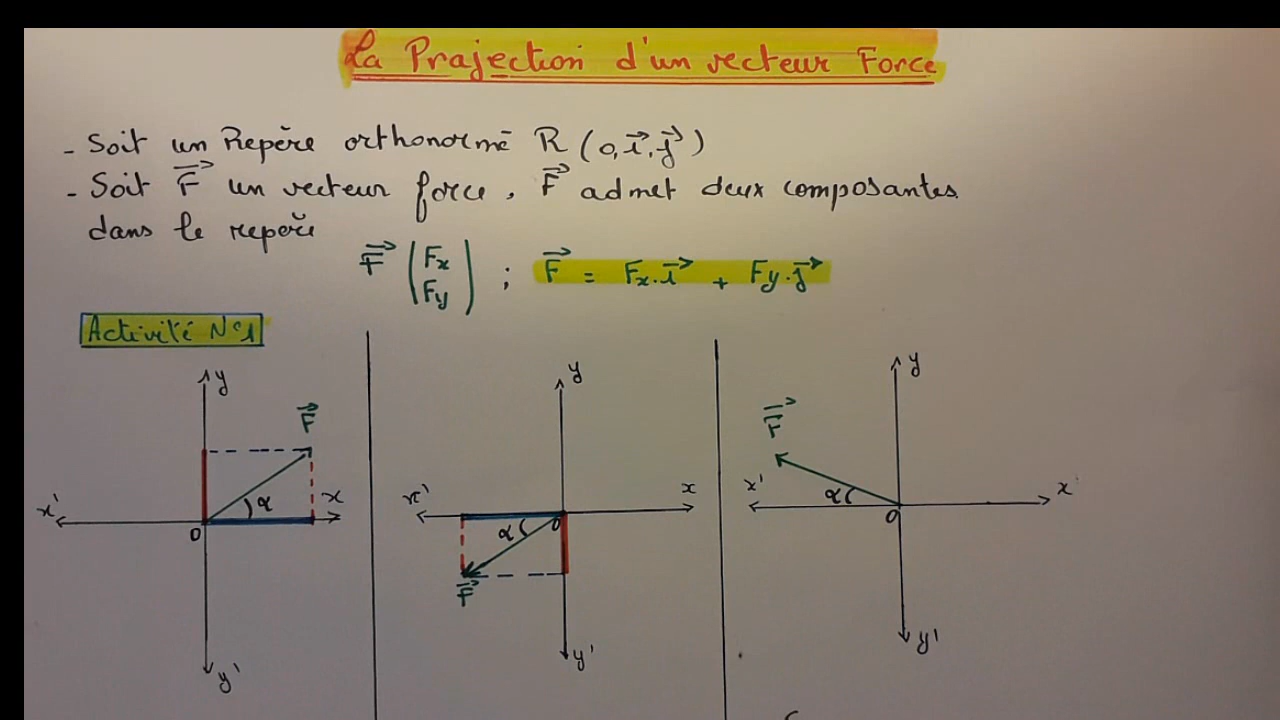 La Projection d'un vecteur Force
- Soit un Repère orthonormé R (o, i⃗, j⃗)
- Soit F⃗ un vecteur force, F⃗ admet deux composantes
dans le repère
F⃗ (Fx Fy) ; F⃗ = Fx.i⃗ + Fy.j⃗
Activité N°1
y
F⃗
α
x
x'
o
y'
y
x'
x
α
o
F⃗
y'
y
F⃗
x'
α
x
o
y'